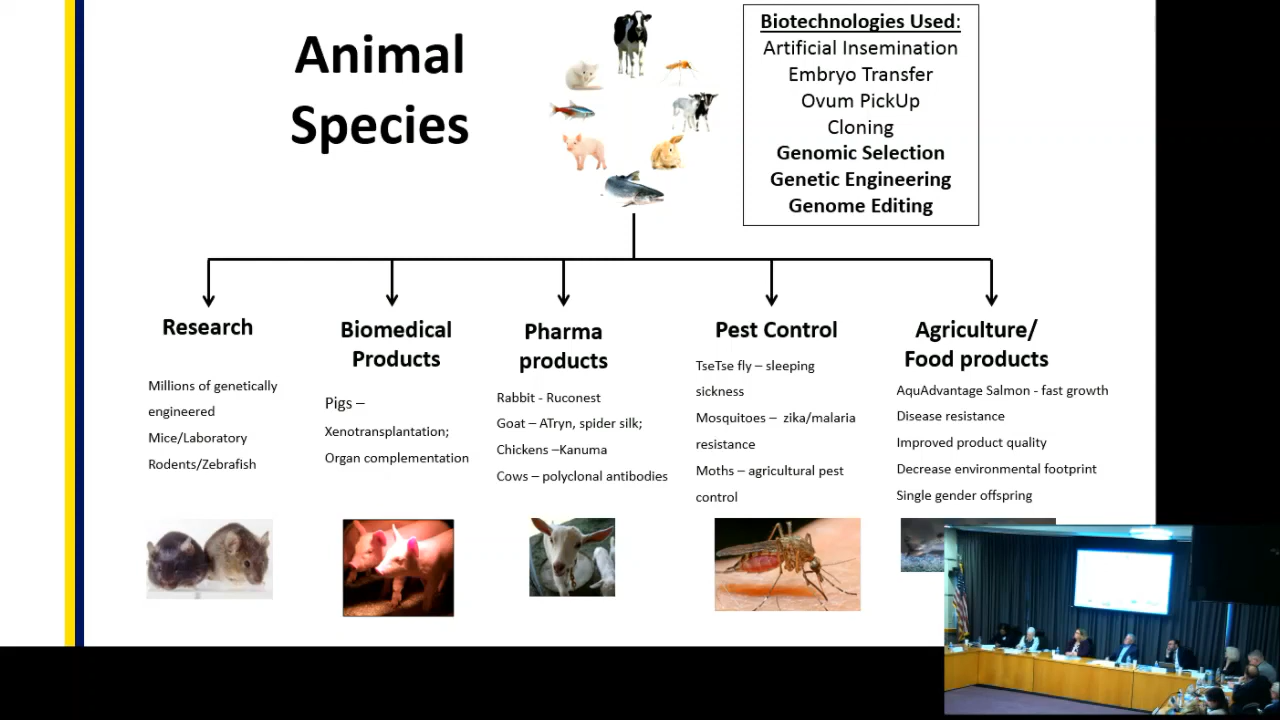 Animal
Species
Biotechnologies Used:
Artificial Insemination
Embryo Transfer
Ovum PickUp
Cloning
Genomic Selection
Genetic Engineering
Genome Editing
Research
Millions of genetically
engineered
Mice/Laboratory
Rodents/Zebrafish
Biomedical
Products
Pigs –
Xenotransplantation;
Organ complementation
Pharma
products
Rabbit - Ruconest
Goat – ATryn, spider silk;
Chickens –Kanuma
Cows – polyclonal antibodies
Pest Control
TseTse fly – sleeping
sickness
Mosquitoes – zika/malaria
resistance
Moths – agricultural pest
control
Agriculture/
Food products
AquAdvantage Salmon - fast growth
Disease resistance
Improved product quality
Decrease environmental footprint
Single gender offspring